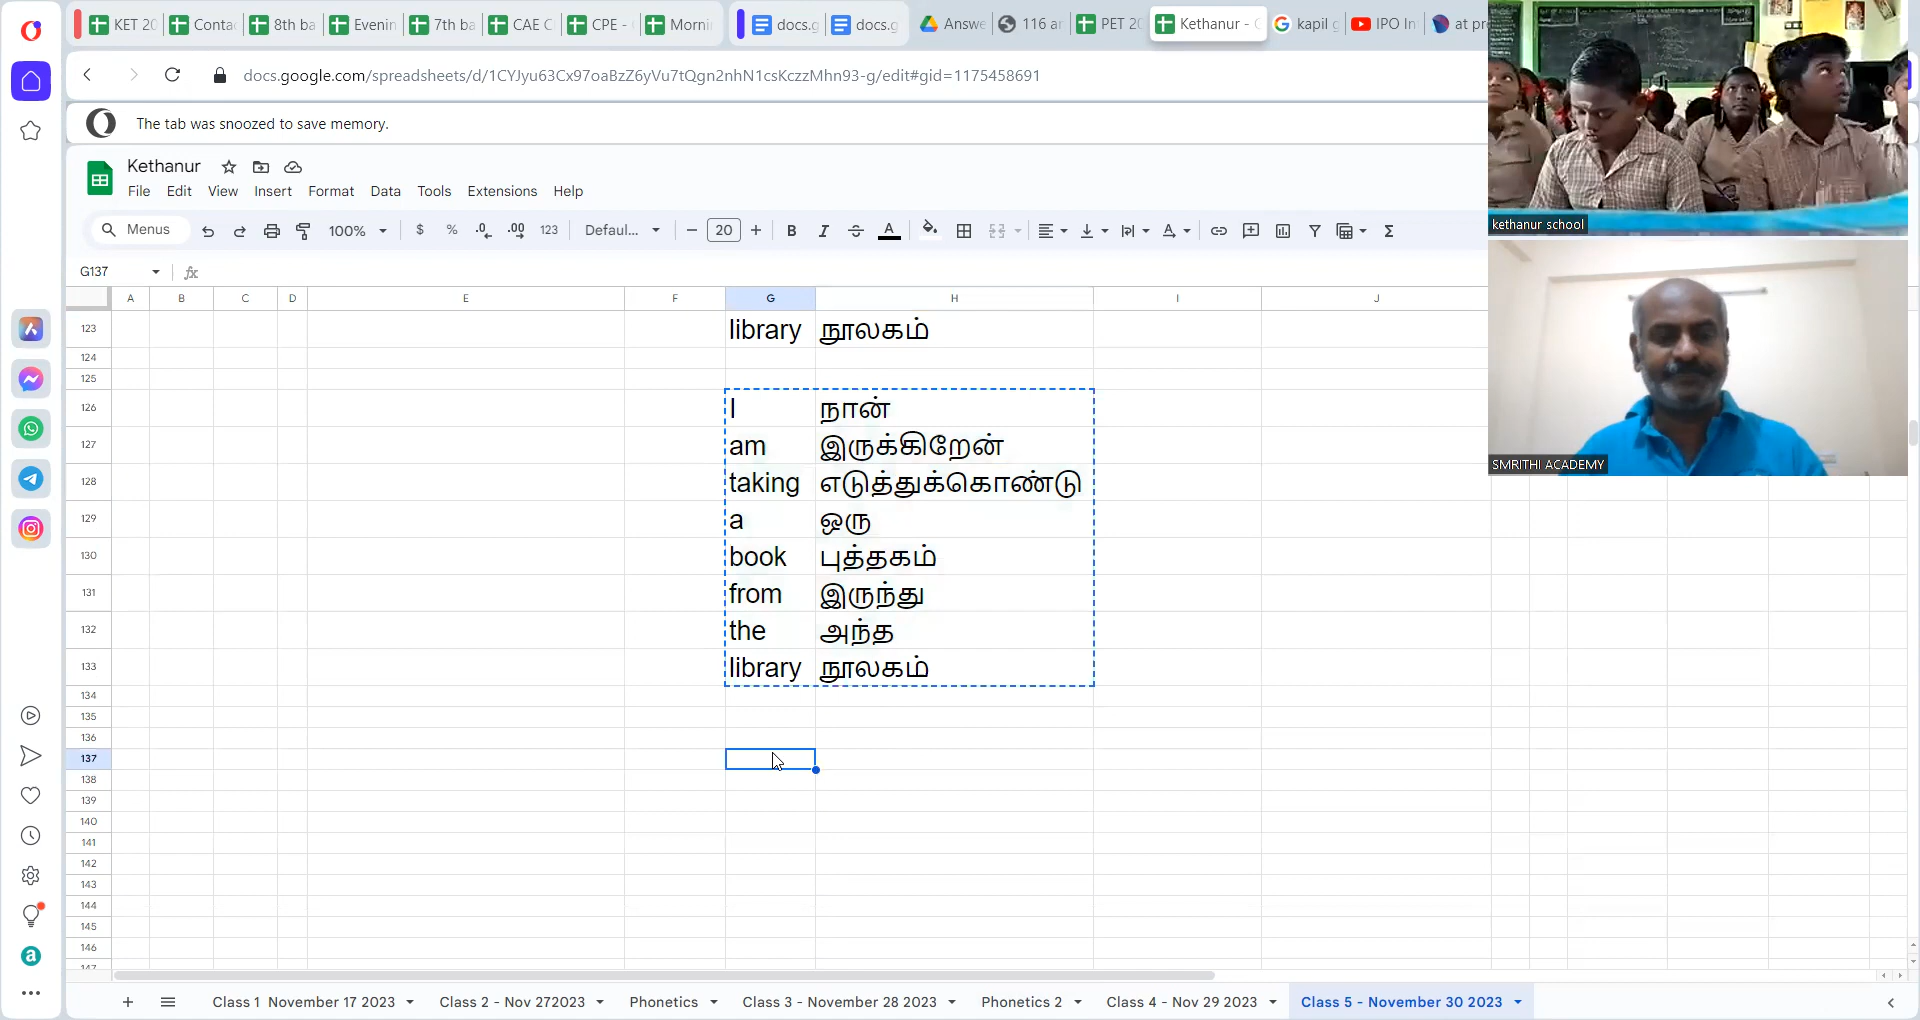 KET 20
Contac
8th ba
Evenin
7th ba
CAE C
CPE -
Morni
docs.g
docs.g
Answe
116 ar
PET 20
Kethanur - G
kapil g
IPO In
at pr
docs.google.com/spreadsheets/d/1CYJyu63Cx97oaBzZ6yVu7tQgn2nhN1csKczzMhn93-g/edit#gid=1175458691
The tab was snoozed to save memory.
Kethanur
File Edit View Insert Format Data Tools Extensions Help
Menus 100% $ % .0 .00 123 Defaul... 20 B I A
G137 fx
A B C D E F G H I J
123 library நூலகம்
124
125
126 I நான்
127 am இருக்கிறேன்
128 taking எடுத்துக்கொண்டு
129 a ஒரு
130 book புத்தகம்
131 from இருந்து
132 the அந்த
133 library நூலகம்
134
135
136
137
138
139
140
141
142
143
144
145
146
147
kethanur school
SMRITHI ACADEMY
Class 1 November 17 2023 Class 2 - Nov 272023 Phonetics Class 3 - November 28 2023 Phonetics 2 Class 4 - Nov 29 2023 Class 5 - November 30 2023